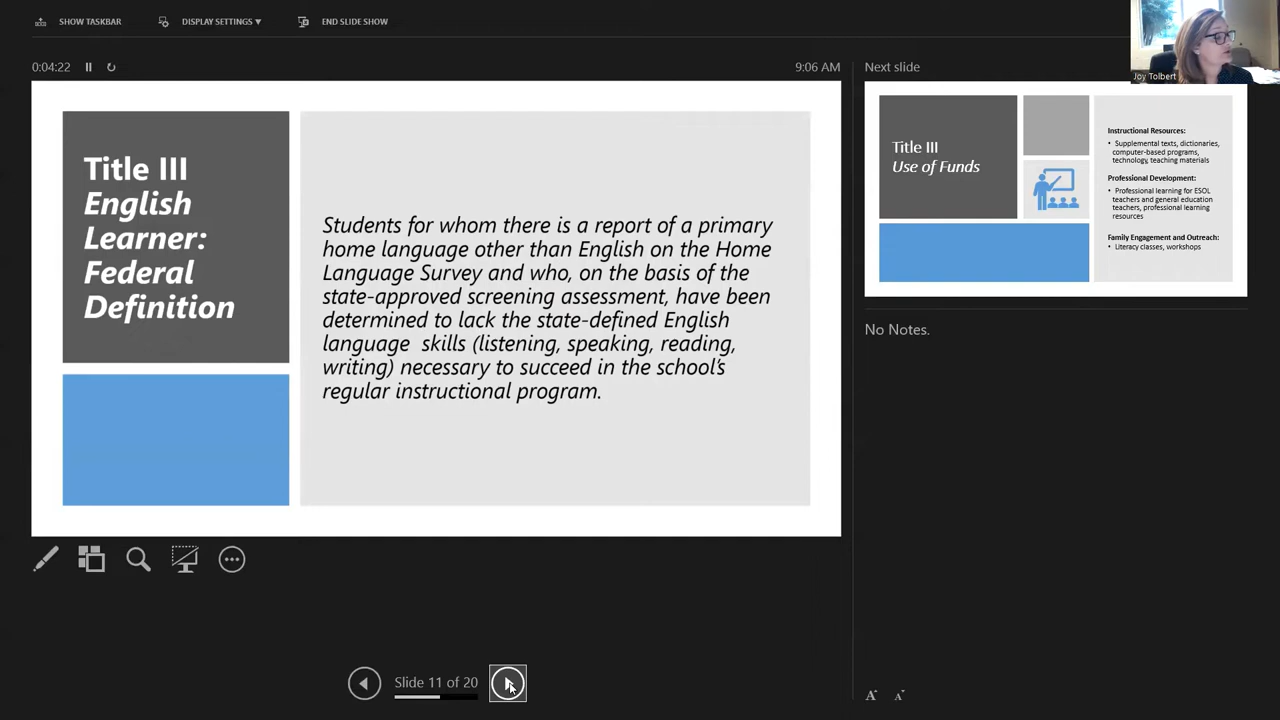 SHOW TASKBAR
DISPLAY SETTINGS ▼
END SLIDE SHOW
0:04:22
9:06 AM
Title III
English
Learner:
Federal
Definition
Students for whom there is a report of a primary
home language other than English on the Home
Language Survey and who, on the basis of the
state-approved screening assessment, have been
determined to lack the state-defined English
language skills (listening, speaking, reading,
writing) necessary to succeed in the school's
regular instructional program.
Slide 11 of 20
Next slide
Joy Tolbert
Title III
Use of Funds
Instructional Resources:
• Supplemental texts, dictionaries,
computer-based programs,
technology, teaching materials
Professional Development:
• Professional learning for ESOL
teachers and general education
teachers, professional learning
resources
Family Engagement and Outreach:
• Literacy classes, workshops
No Notes.
A
A